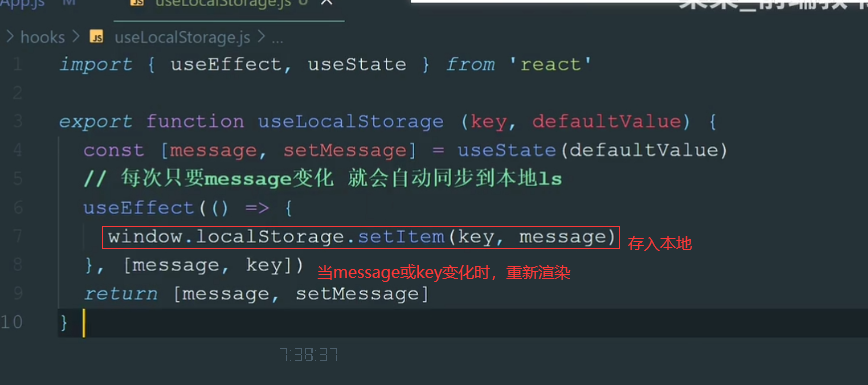 App.js M useLocalStorage.js U ×
> hooks > JS useLocalStorage.js > ...
1 import { useEffect, useState } from 'react'
2
3 export function useLocalStorage (key, defaultValue) {
4 const [message, setMessage] = useState(defaultValue)
5 // 每次只要message变化 就会自动同步到本地ls
6 useEffect(() => {
7 window.localStorage.setItem(key, message) 存入本地
8 }, [message, key]) 当message或key变化时，重新渲染
9 return [message, setMessage]
10 }
7:38:37